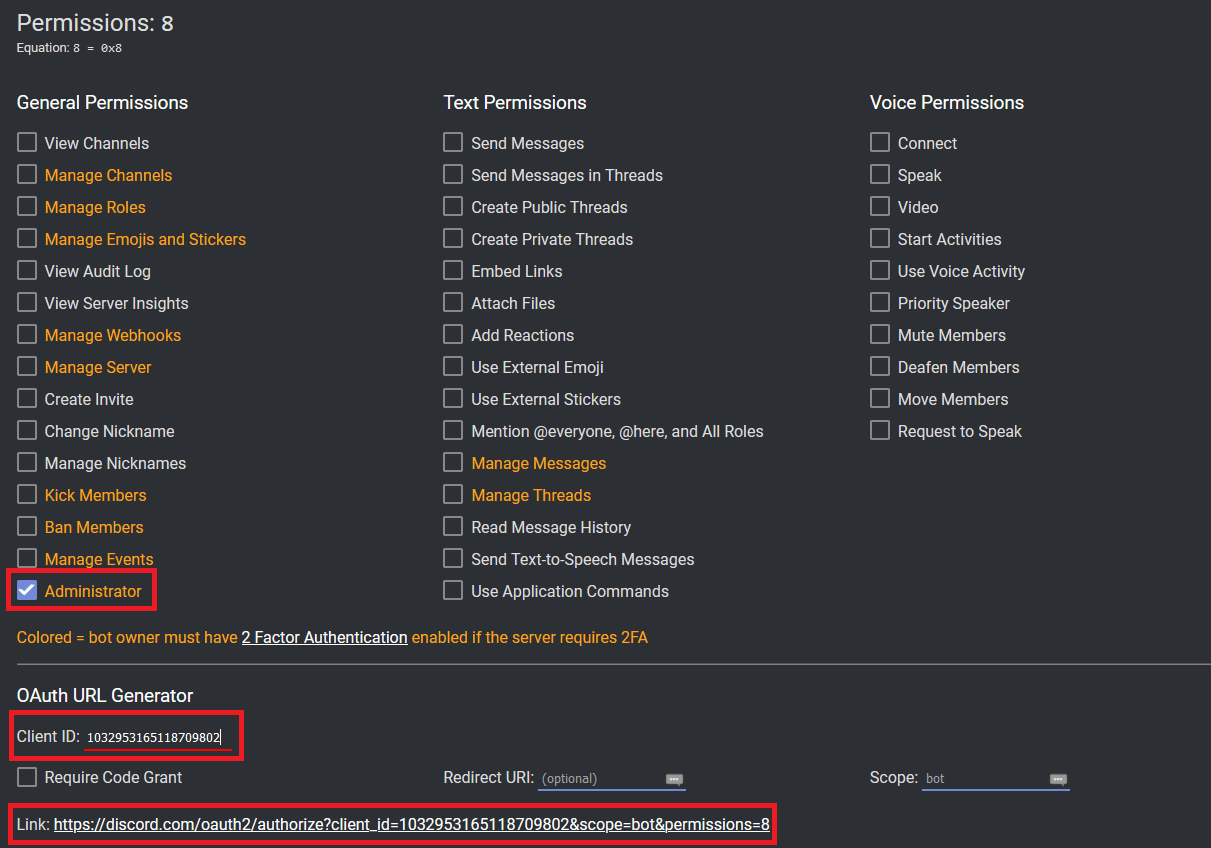 Permissions: 8
Equation: 8 = 0x8
General Permissions
View Channels
Manage Channels
Manage Roles
Manage Emojis and Stickers
View Audit Log
View Server Insights
Manage Webhooks
Manage Server
Create Invite
Change Nickname
Manage Nicknames
Kick Members
Ban Members
Manage Events
Administrator
Text Permissions
Send Messages
Send Messages in Threads
Create Public Threads
Create Private Threads
Embed Links
Attach Files
Add Reactions
Use External Emoji
Use External Stickers
Mention @everyone, @here, and All Roles
Manage Messages
Manage Threads
Read Message History
Send Text-to-Speech Messages
Use Application Commands
Voice Permissions
Connect
Speak
Video
Start Activities
Use Voice Activity
Priority Speaker
Mute Members
Deafen Members
Move Members
Request to Speak
Colored = bot owner must have 2 Factor Authentication enabled if the server requires 2FA
OAuth URL Generator
Client ID: 1032953165118709802
Require Code Grant
Redirect URI: (optional)
Scope: bot
Link: https://discord.com/oauth2/authorize?client_id=1032953165118709802&scope=bot&permissions=8